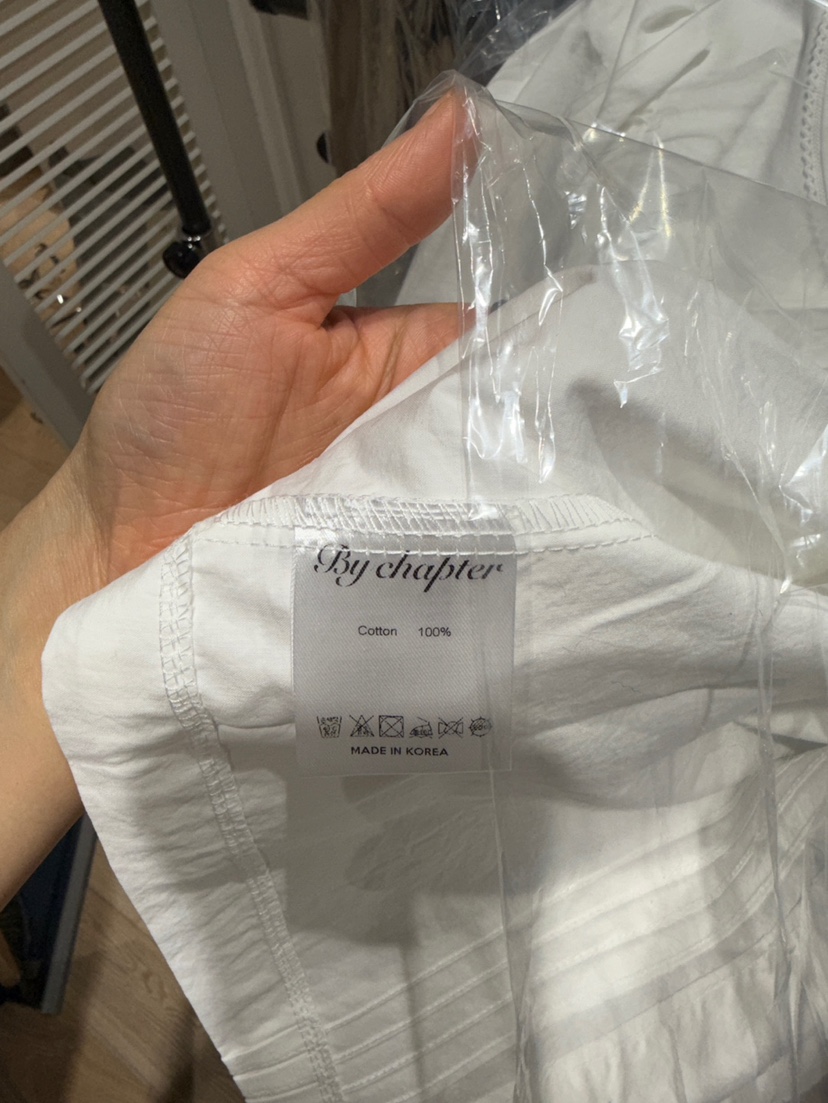 By chapter
Cotton 100%
MADE IN KOREA